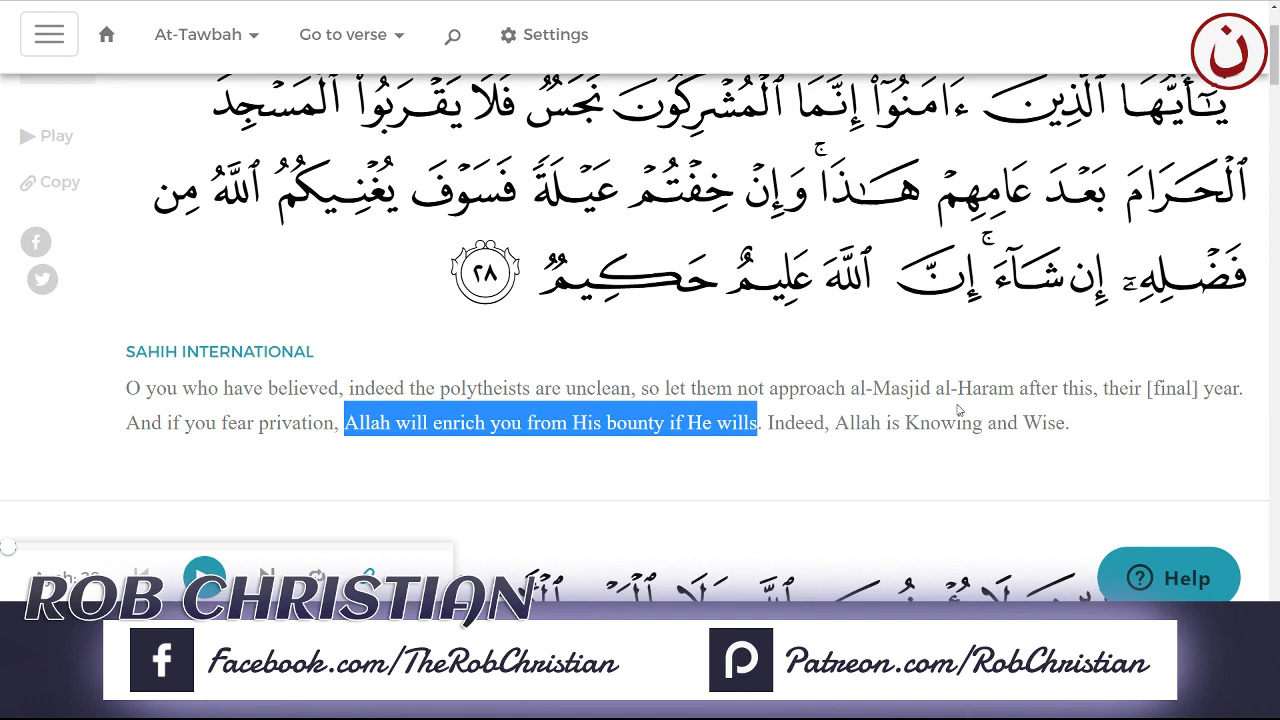 At-Tawbah
Go to verse
Settings
ن
يَٰٓأَيُّهَا ٱلَّذِينَ ءَامَنُوٓا۟ إِنَّمَا ٱلْمُشْرِكُونَ نَجَسٌ فَلَا يَقْرَبُوا۟ ٱلْمَسْجِدَ
ٱلْحَرَامَ بَعْدَ عَامِهِمْ هَٰذَا ۚ وَإِنْ خِفْتُمْ عَيْلَةً فَسَوْفَ يُغْنِيكُمُ ٱللَّهُ مِن
فَضْلِهِۦٓ إِن شَآءَ ۚ إِنَّ ٱللَّهَ عَلِيمٌ حَكِيمٌ ٢٨
Play
Copy
SAHIH INTERNATIONAL
O you who have believed, indeed the polytheists are unclean, so let them not approach al-Masjid al-Haram after this, their [final] year.
And if you fear privation, Allah will enrich you from His bounty if He wills. Indeed, Allah is Knowing and Wise.
Help
ROB CHRISTIAN
Facebook.com/TheRobChristian
Patreon.com/RobChristian